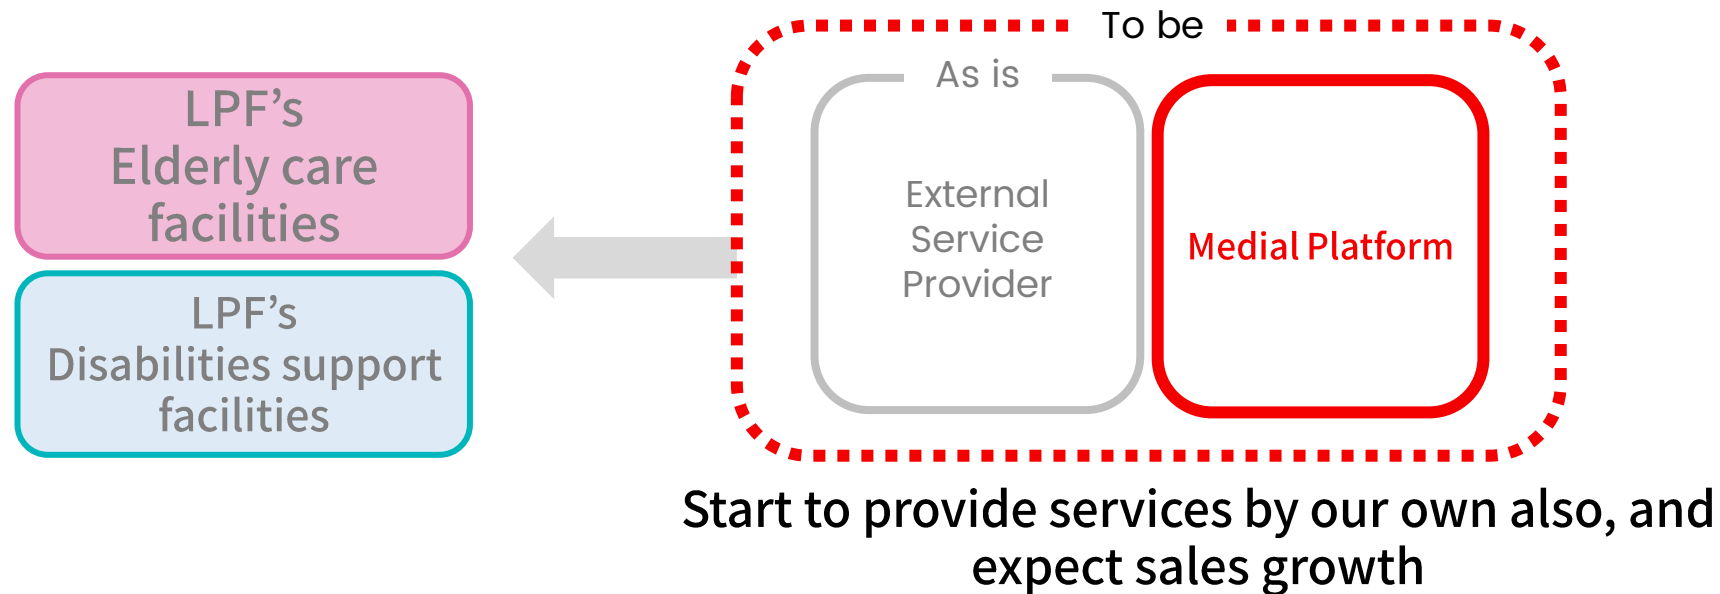 LPF’s
Elderly care
facilities
LPF’s
Disabilities support
facilities
To be
As is
External
Service
Provider
Medial Platform
Start to provide services by our own also, and
expect sales growth